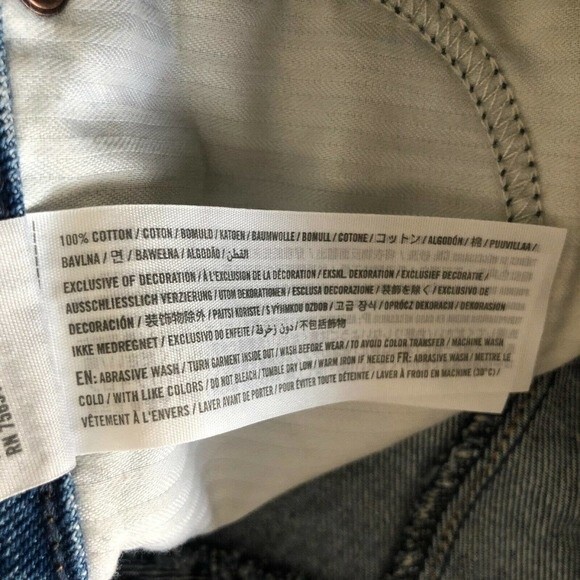 100% COTTON / COTON / BOMULD / KATOEN / BAUMWOLLE / BOMULL / COTONE / コットン / ALGODÓN / 棉 / PUUVILLAA /
BAVLNA / 면 / BAWEŁNA / ALGODÃO / القطن
EXCLUSIVE OF DECORATION / À L'EXCLUSION DE LA DÉCORATION / EKSKL. DEKORATION / EXCLUSIEF DECORATIE /
AUSSCHLIESSLICH VERZIERUNG / UTOM DEKORATIONEN / ESCLUSA DECORAZIONE / 装飾を除く / EXCLUSIVO DE
DECORACIÓN / 装饰物除外 / PAITSI KORISTE / S VÝHIMKOU OZDOB / 고급 장식 / OPRÓCZ DEKORACJI / DEKORASJON
IKKE MEDREGNET / EXCLUSIVO DO ENFEITE / دون زخرفة / 不包括飾物
EN: ABRASIVE WASH / TURN GARMENT INSIDE OUT / WASH BEFORE WEAR / TO AVOID COLOR TRANSFER / MACHINE WASH
COLD / WITH LIKE COLORS / DO NOT BLEACH / TUMBLE DRY LOW / WARM IRON IF NEEDED FR: ABRASIVE WASH / METTRE LE
VÊTEMENT À L'ENVERS / LAVER AVANT DE PORTER / POUR ÉVITER TOUTE DÉTEINTE / LAVER À FROID EN MACHINE (30°C) /